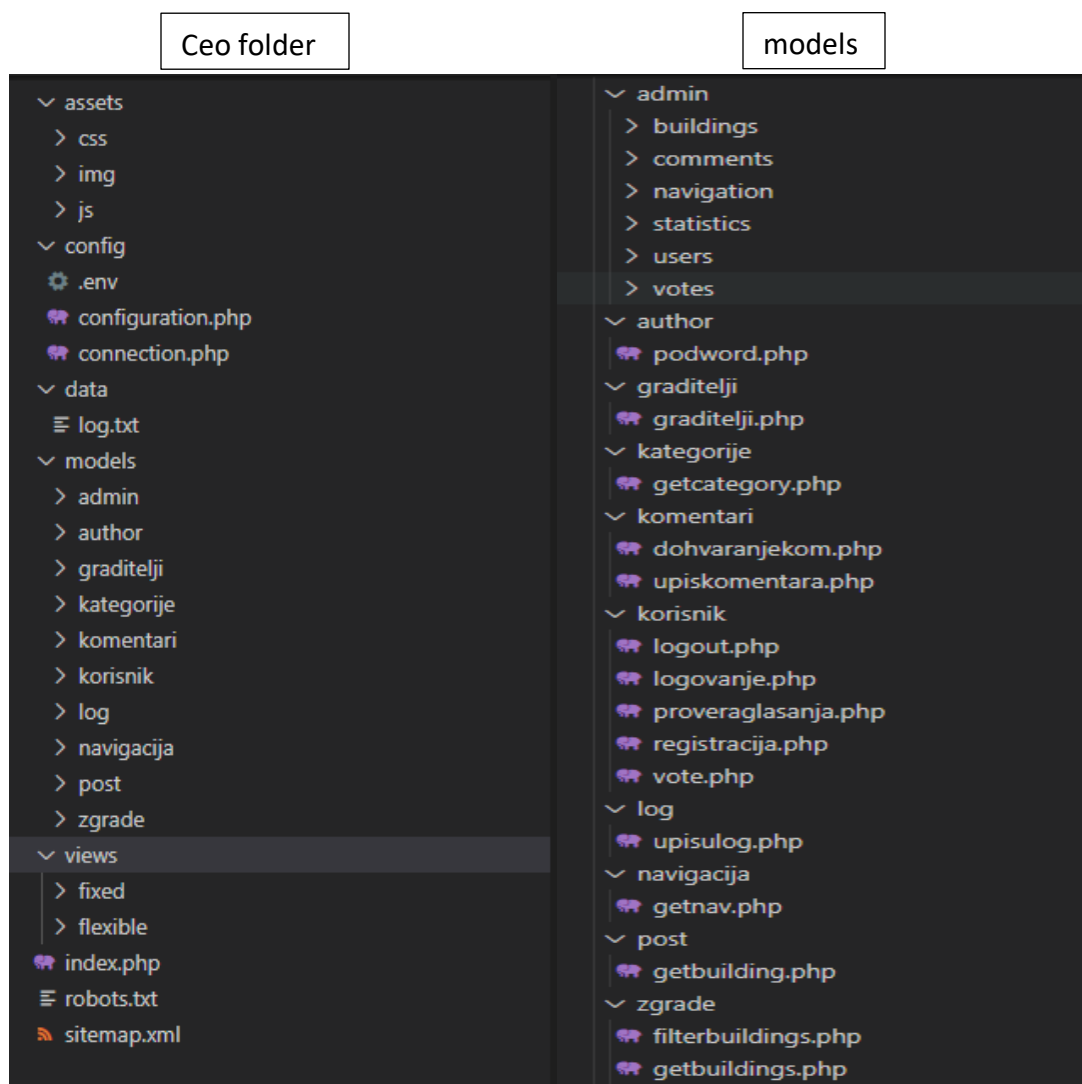 Ceo folder
assets
css
img
js
config
.env
configuration.php
connection.php
data
log.txt
models
admin
author
graditelji
kategorije
komentari
korisnik
log
navigacija
post
zgrade
views
fixed
flexible
index.php
robots.txt
sitemap.xml
models
admin
buildings
comments
navigation
statistics
users
votes
author
podword.php
graditelji
graditelji.php
kategorije
getcategory.php
komentari
dohvaranjekom.php
upiskomentara.php
korisnik
logout.php
logovanje.php
proveraglasanja.php
registracija.php
vote.php
log
upisulog.php
navigacija
getnav.php
post
getbuilding.php
zgrade
filterbuildings.php
getbuildings.php